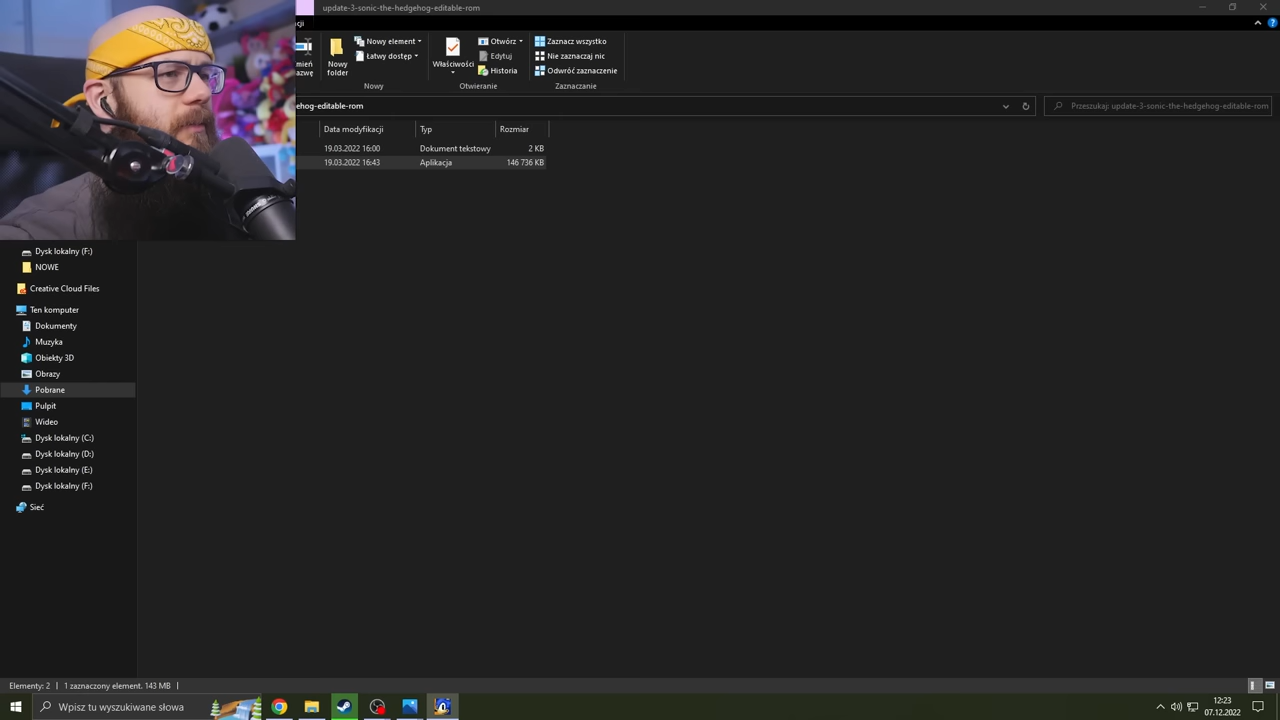 update-3-sonic-the-hedgehog-editable-rom
cji
mień
azwę
Nowy folder
Nowy element
Łatwy dostęp
Nowy
Właściwości
Otwórz
Edytuj
Historia
Otwieranie
Zaznacz wszystko
Nie zaznaczaj nic
Odwróć zaznaczenie
Zaznaczanie
ehog-editable-rom
Przeszukaj: update-3-sonic-the-hedgehog-editable-rom
Data modyfikacji Typ Rozmiar
19.03.2022 16:00 Dokument tekstowy 2 KB
19.03.2022 16:43 Aplikacja 146 736 KB
Dysk lokalny (F:)
NOWE
Creative Cloud Files
Ten komputer
Dokumenty
Muzyka
Obiekty 3D
Obrazy
Pobrane
Pulpit
Wideo
Dysk lokalny (C:)
Dysk lokalny (D:)
Dysk lokalny (E:)
Dysk lokalny (F:)
Sieć
Elementy: 2 1 zaznaczony element. 143 MB
Wpisz tu wyszukiwane słowa
12:23
07.12.2022